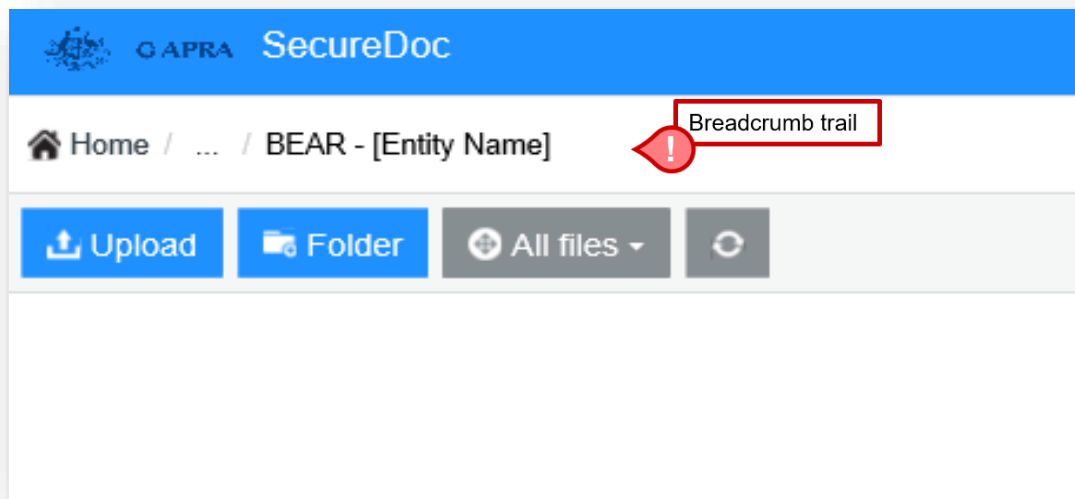 G APRA SecureDoc
Home / ... / BEAR - [Entity Name]
! Breadcrumb trail
Upload Folder All files